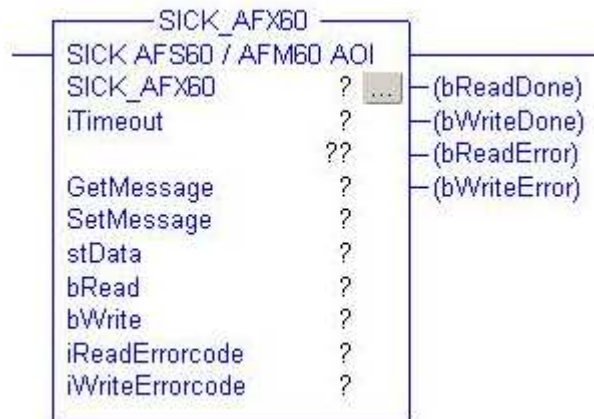 SICK_AFX60
SICK AFS60 / AFM60 AOI
SICK_AFX60 ? ... (bReadDone)
iTimeout ? (bWriteDone)
?? (bReadError)
GetMessage ? (bWriteError)
SetMessage ?
stData ?
bRead ?
bWrite ?
iReadErrorcode ?
iWriteErrorcode ?